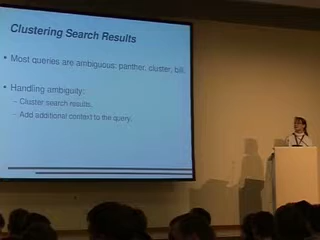 Clustering Search Results
• Most queries are ambiguous: panther, cluster, bill.
• Handling ambiguity:
– Cluster search results.
– Add additional context to the query.